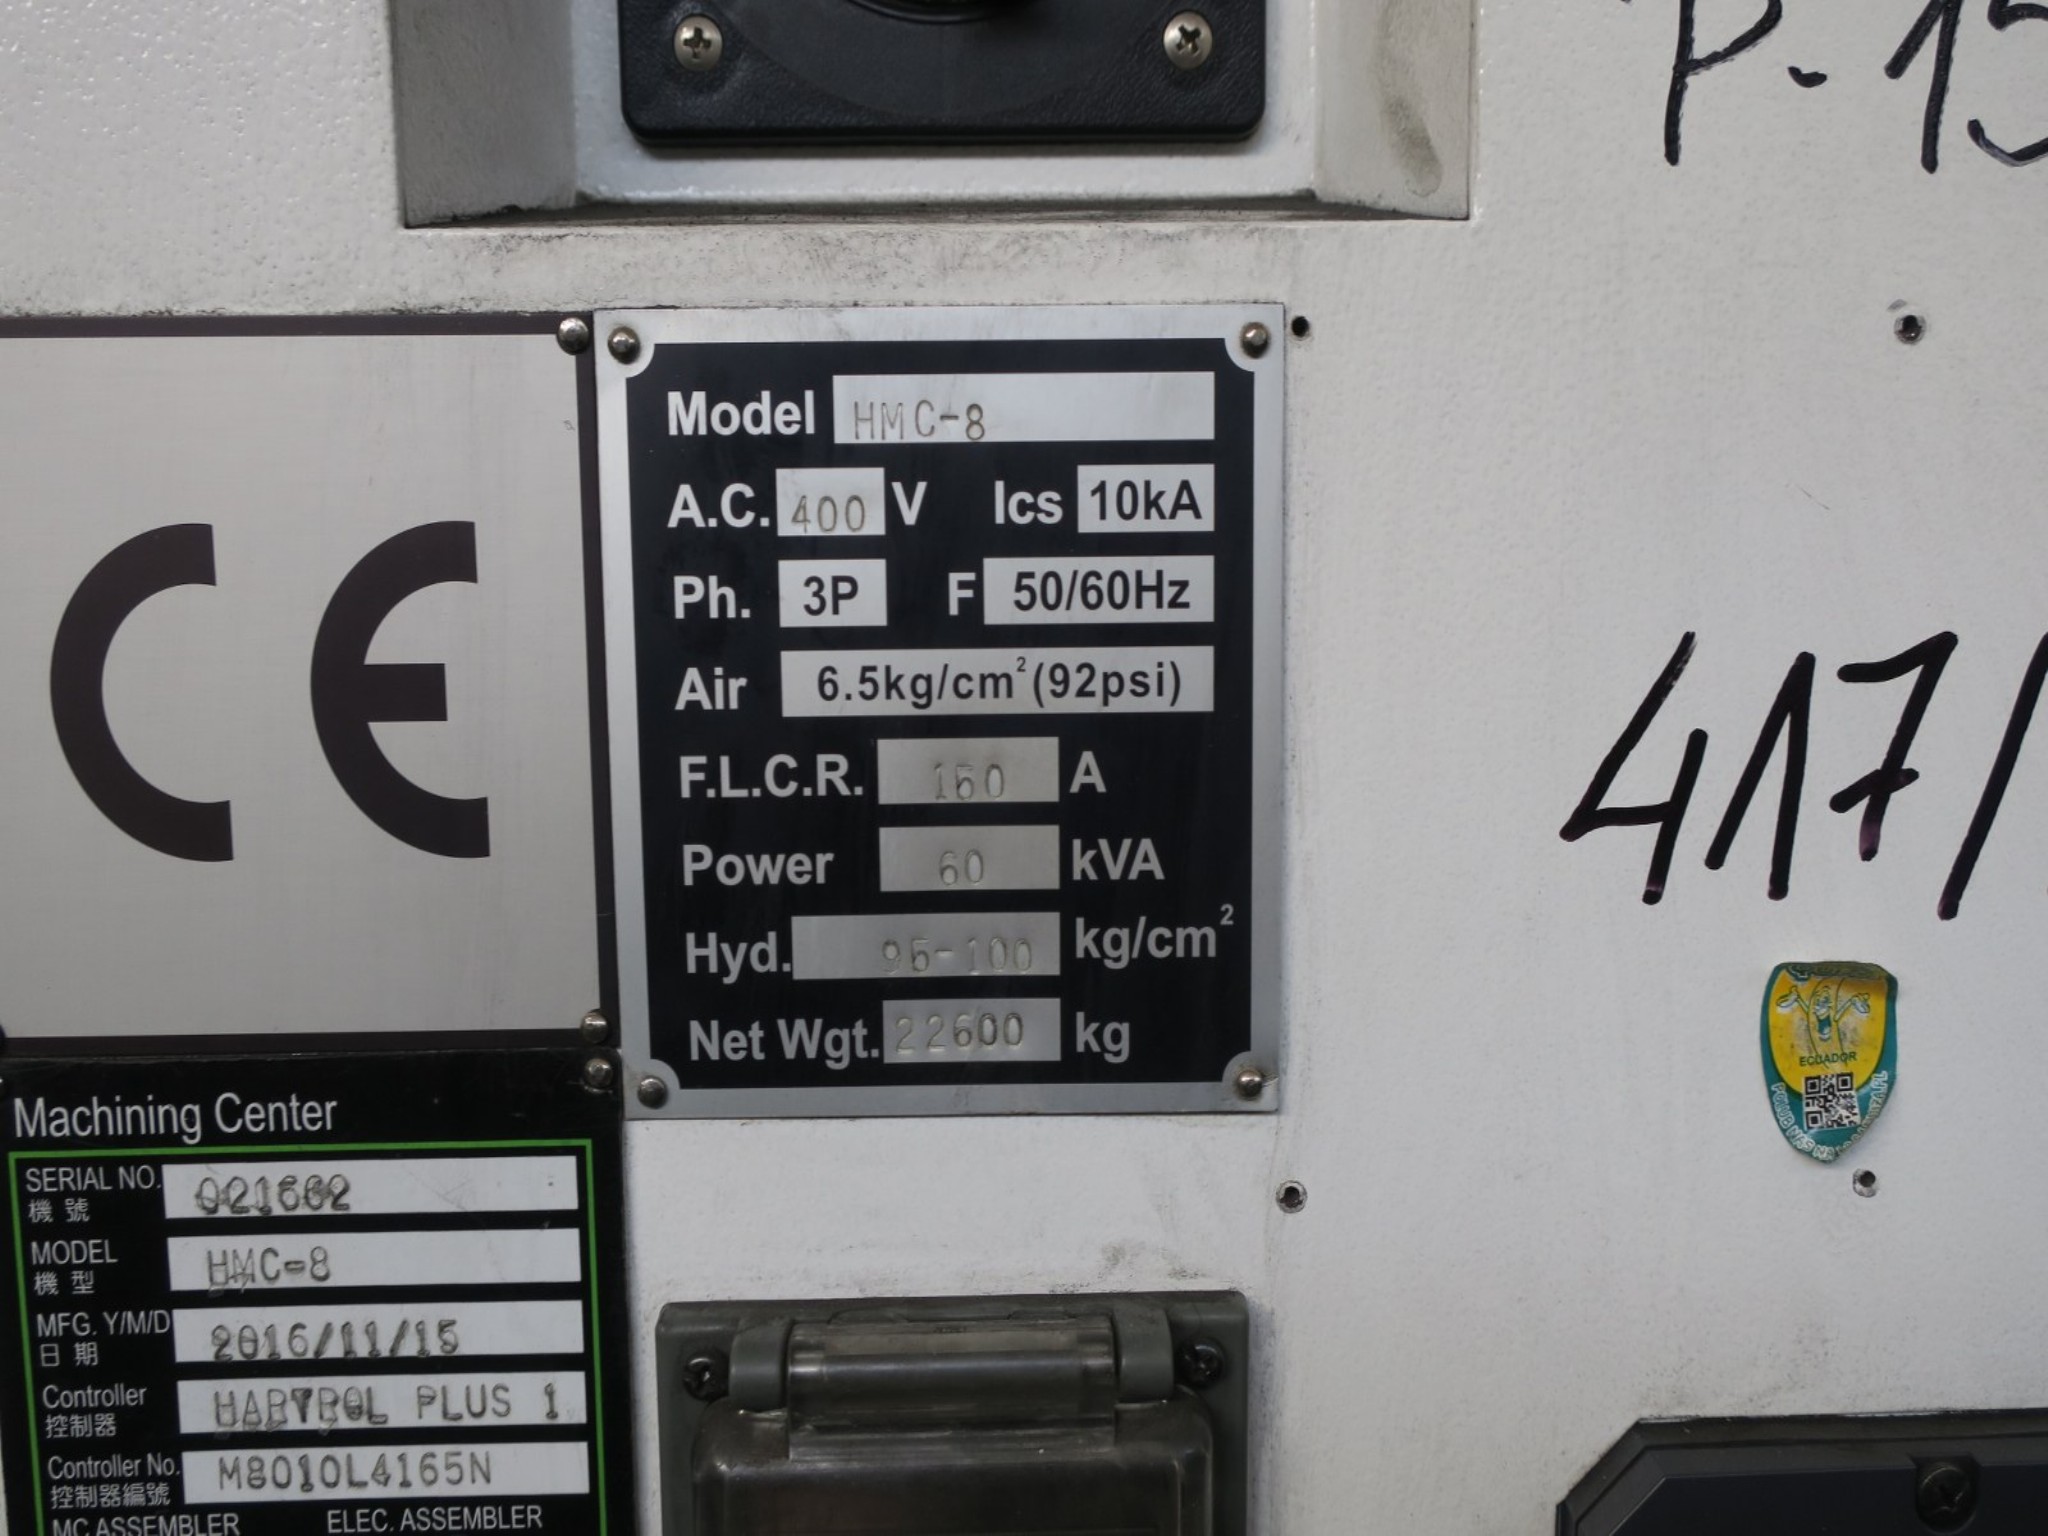 P-15
CE
Model HMC-8
A.C. 400 V Ics 10kA
Ph. 3P F 50/60Hz
Air 6.5kg/cm² (92psi)
F.L.C.R. 150 A
Power 60 kVA
Hyd. 95-100 kg/cm²
Net Wgt. 22600 kg
417/
ECUADOR
Machining Center
SERIAL NO. 021602
機 號
MODEL HMC-8
機 型
MFG. Y/M/D 2016/11/15
日 期
Controller HARTROL PLUS 1
控制器
Controller No. M8010L4165N
控制器編號
MC ASSEMBLER ELEC. ASSEMBLER